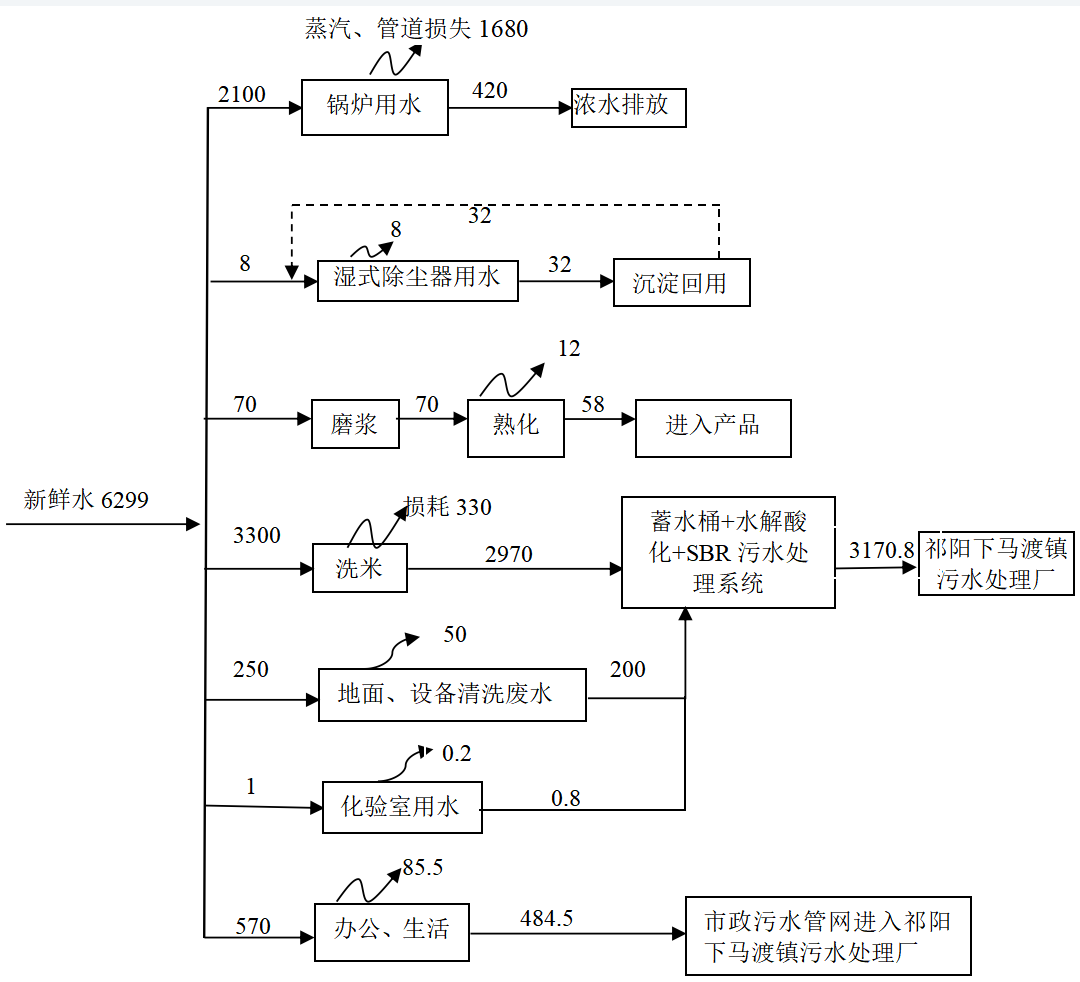 蒸汽、管道损失 1680
2100
锅炉用水
420
浓水排放
32
8
8
湿式除尘器用水
32
沉淀回用
12
70
磨浆
70
熟化
58
进入产品
新鲜水 6299
损耗 330
3300
洗米
2970
蓄水桶+水解酸
化+SBR 污水处
理系统
3170.8
祁阳下马渡镇
污水处理厂
50
250
地面、设备清洗废水
200
0.2
1
化验室用水
0.8
85.5
570
办公、生活
484.5
市政污水管网进入祁阳
下马渡镇污水处理厂